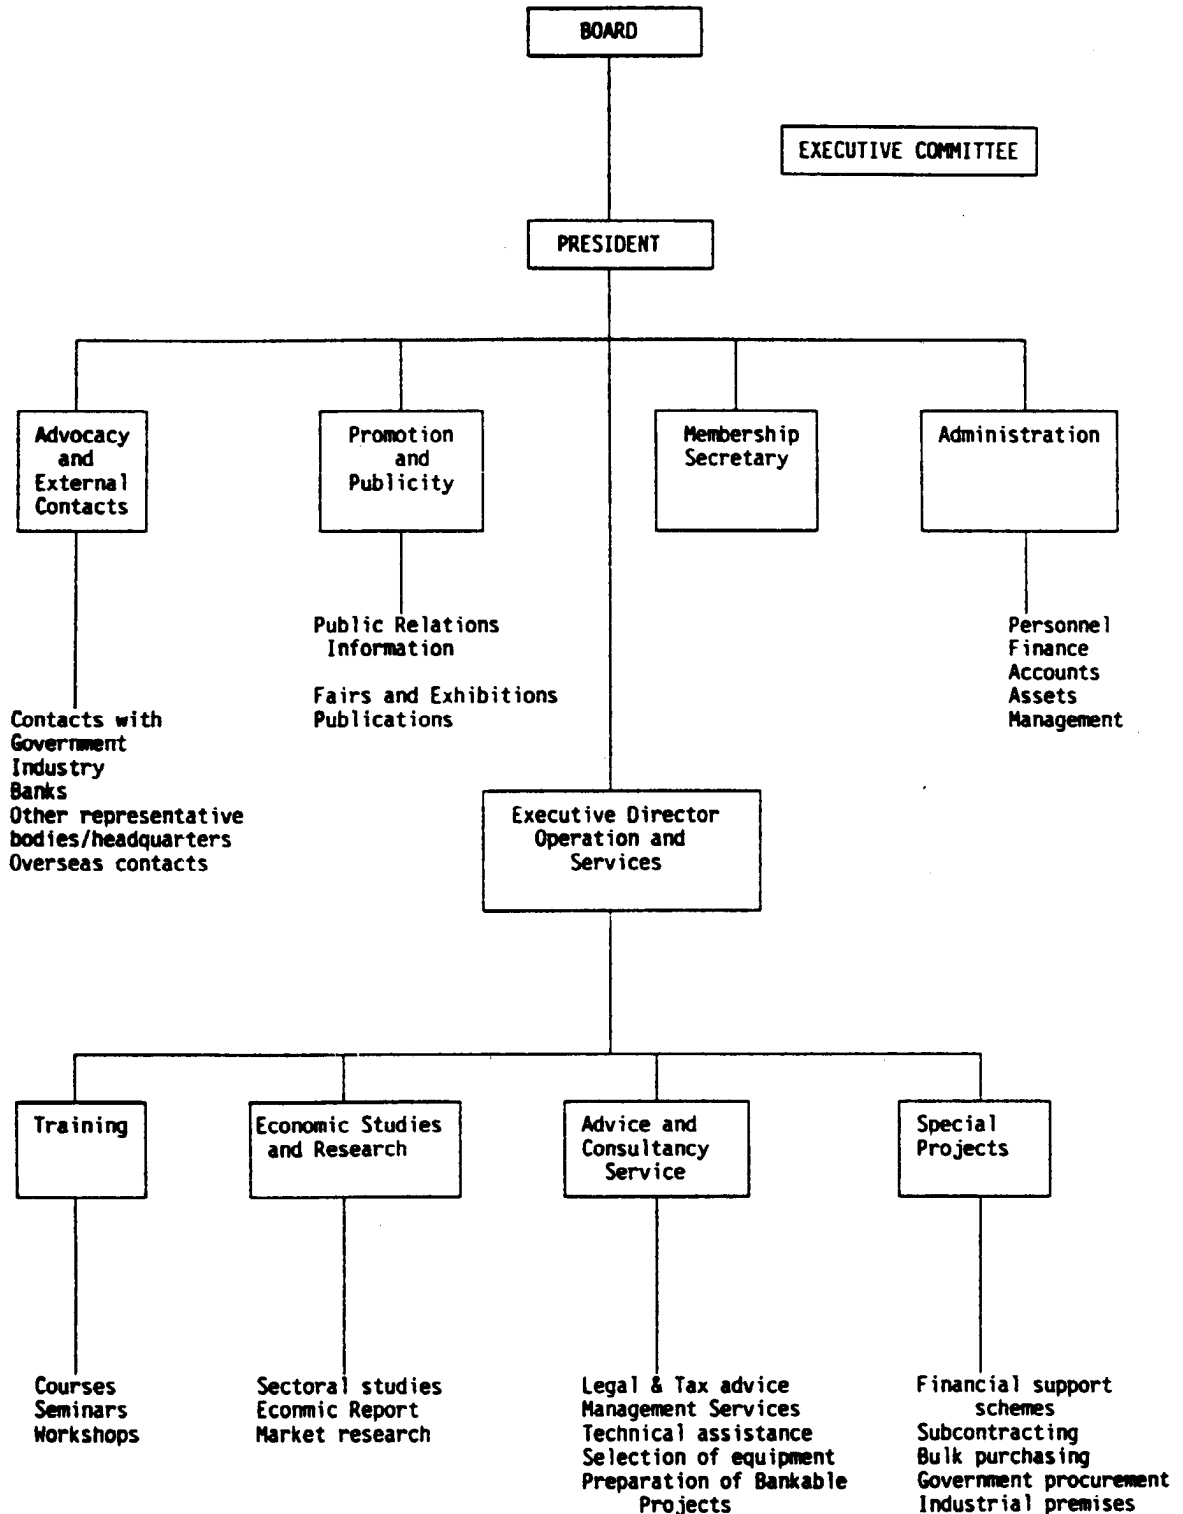 BOARD
EXECUTIVE COMMITTEE
PRESIDENT
Advocacy
and
External
Contacts
Promotion
and
Publicity
Membership
Secretary
Administration
Public Relations
Information
Fairs and Exhibitions
Publications
Personnel
Finance
Accounts
Assets
Management
Contacts with
Government
Industry
Banks
Other representative
bodies/headquarters
Overseas contacts
Executive Director
Operation and
Services
Training
Economic Studies
and Research
Advice and
Consultancy
Service
Special
Projects
Courses
Seminars
Workshops
Sectoral studies
Econmic Report
Market research
Legal & Tax advice
Management Services
Technical assistance
Selection of equipment
Preparation of Bankable
Projects
Financial support
schemes
Subcontracting
Bulk purchasing
Government procurement
Industrial premises